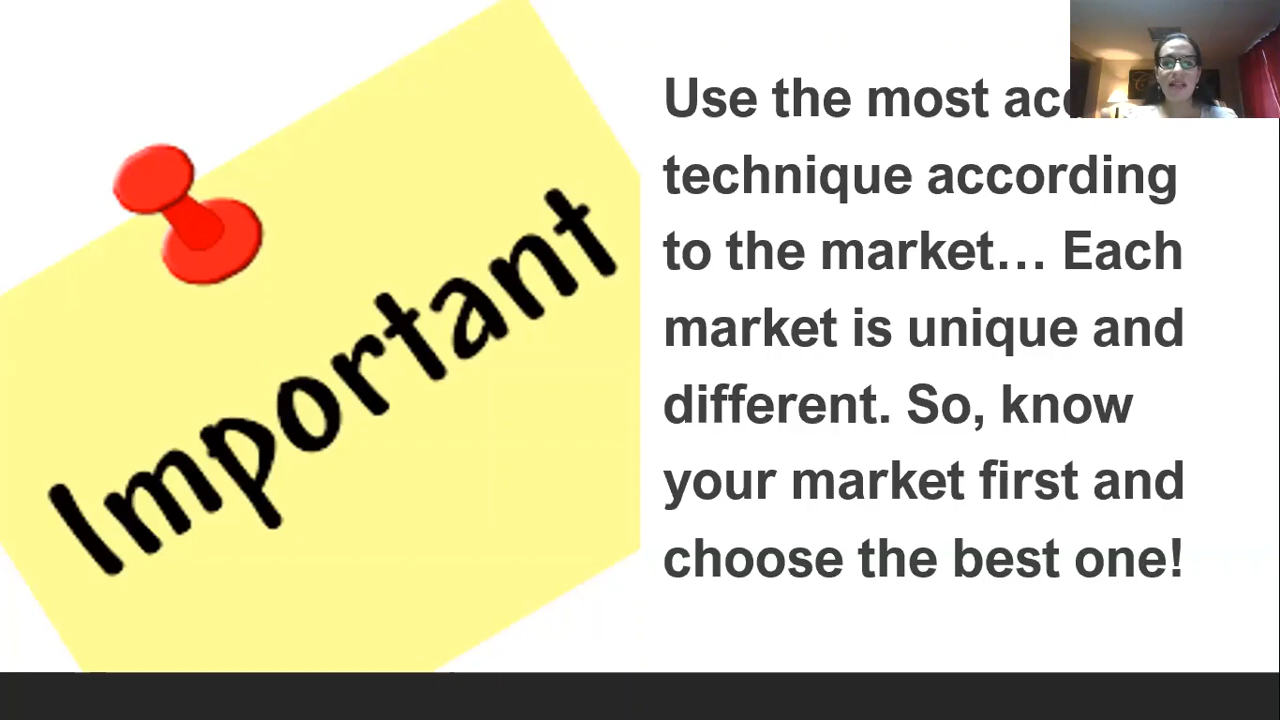 Important
Use the most
technique according
to the market… Each
market is unique and
different. So, know
your market first and
choose the best one!